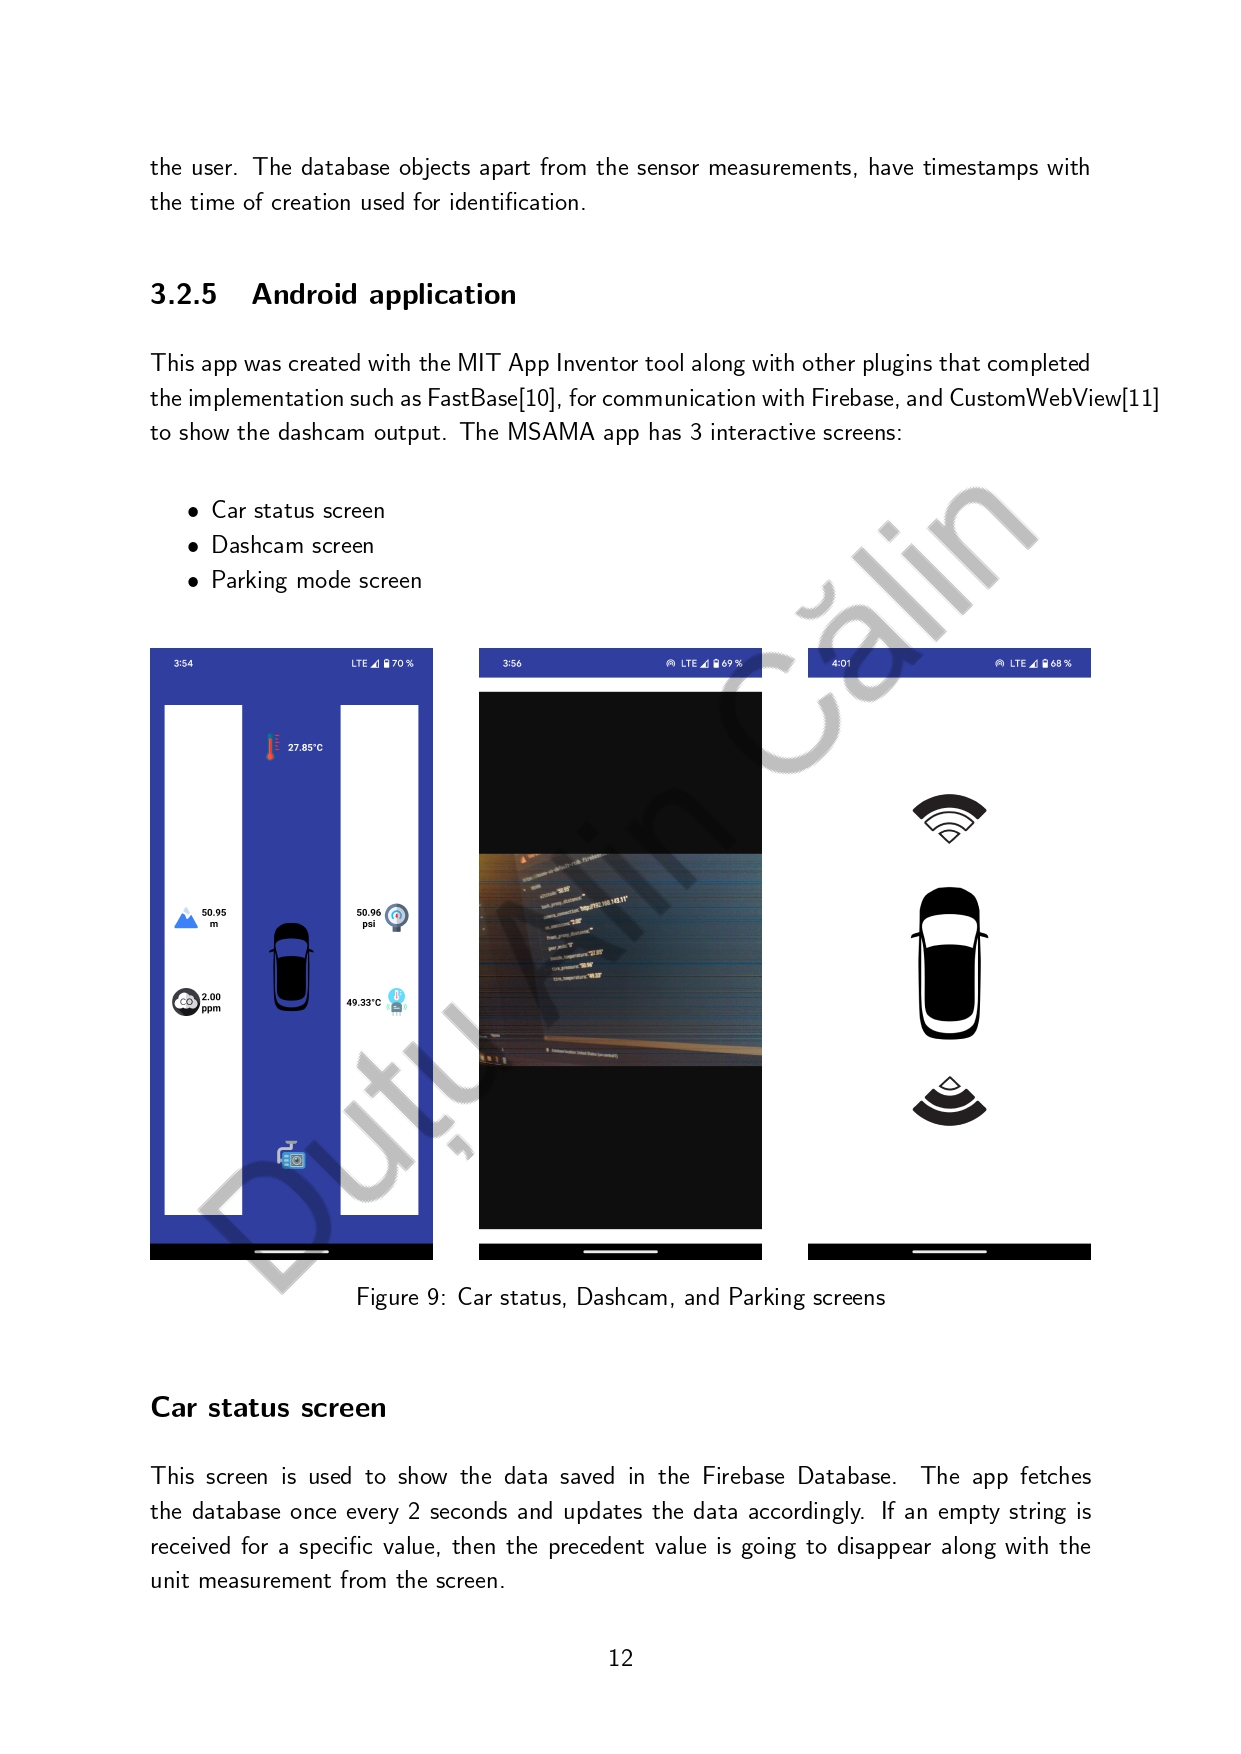 the user. The database objects apart from the sensor measurements, have timestamps with
the time of creation used for identification.
3.2.5 Android application
This app was created with the MIT App Inventor tool along with other plugins that completed
the implementation such as FastBase[10], for communication with Firebase, and CustomWebView[11]
to show the dashcam output. The MSAMA app has 3 interactive screens:
• Car status screen
• Dashcam screen
• Parking mode screen
3:54 LTE 70 %
27.85°C
50.95
m
2.00
ppm
CO
50.96
psi
49.33°C
3:56 LTE 69 %
4:01 LTE 68 %
Duțu Alin Călin
Figure 9: Car status, Dashcam, and Parking screens
Car status screen
This screen is used to show the data saved in the Firebase Database. The app fetches
the database once every 2 seconds and updates the data accordingly. If an empty string is
received for a specific value, then the precedent value is going to disappear along with the
unit measurement from the screen.
12